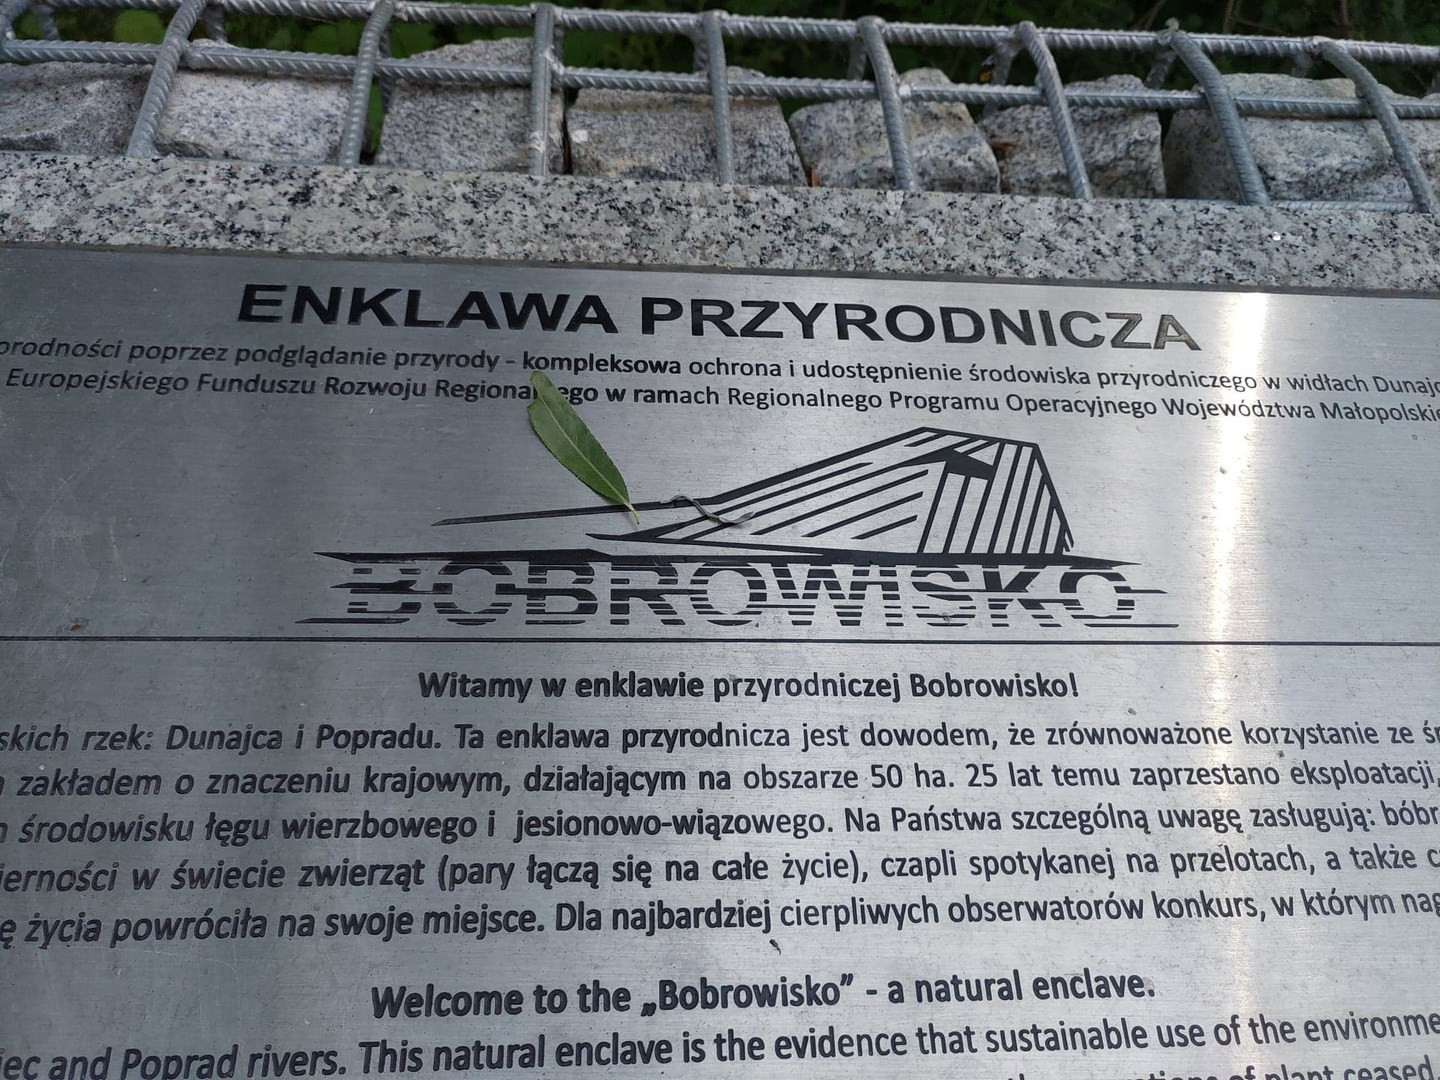 ENKLAWA PRZYRODNICZA
poprzez podglądanie przyrody - kompleksowa ochrona i udostępnienie środowiska przyrodniczego w widłach
Europejskiego Funduszu Rozwoju w ramach Regionalnego Programu Operacyjnego Województwa
BOBROWISKO
Witamy w enklawie przyrodniczej Bobrowisko!
rzek: Dunajca i Popradu. Ta enklawa przyrodnicza jest dowodem, że zrównoważone korzystanie ze
zakładem o znaczeniu krajowym, działającym na obszarze 50 ha. 25 lat temu zaprzestano eksploatacji,
środowisku łęgu wierzbowego i jesionowo-wiązowego. Na Państwa szczególną uwagę zasługują:
w świecie zwierząt (pary łączą się na całe życie), czapli spotykanej na przelotach, a także
życia powróciła na swoje miejsce. Dla najbardziej cierpliwych obserwatorów konkurs, w którym
Welcome to the „Bobrowisko” - a natural enclave.
and Poprad rivers. This natural enclave is the evidence that sustainable use of the
of plant ceased.